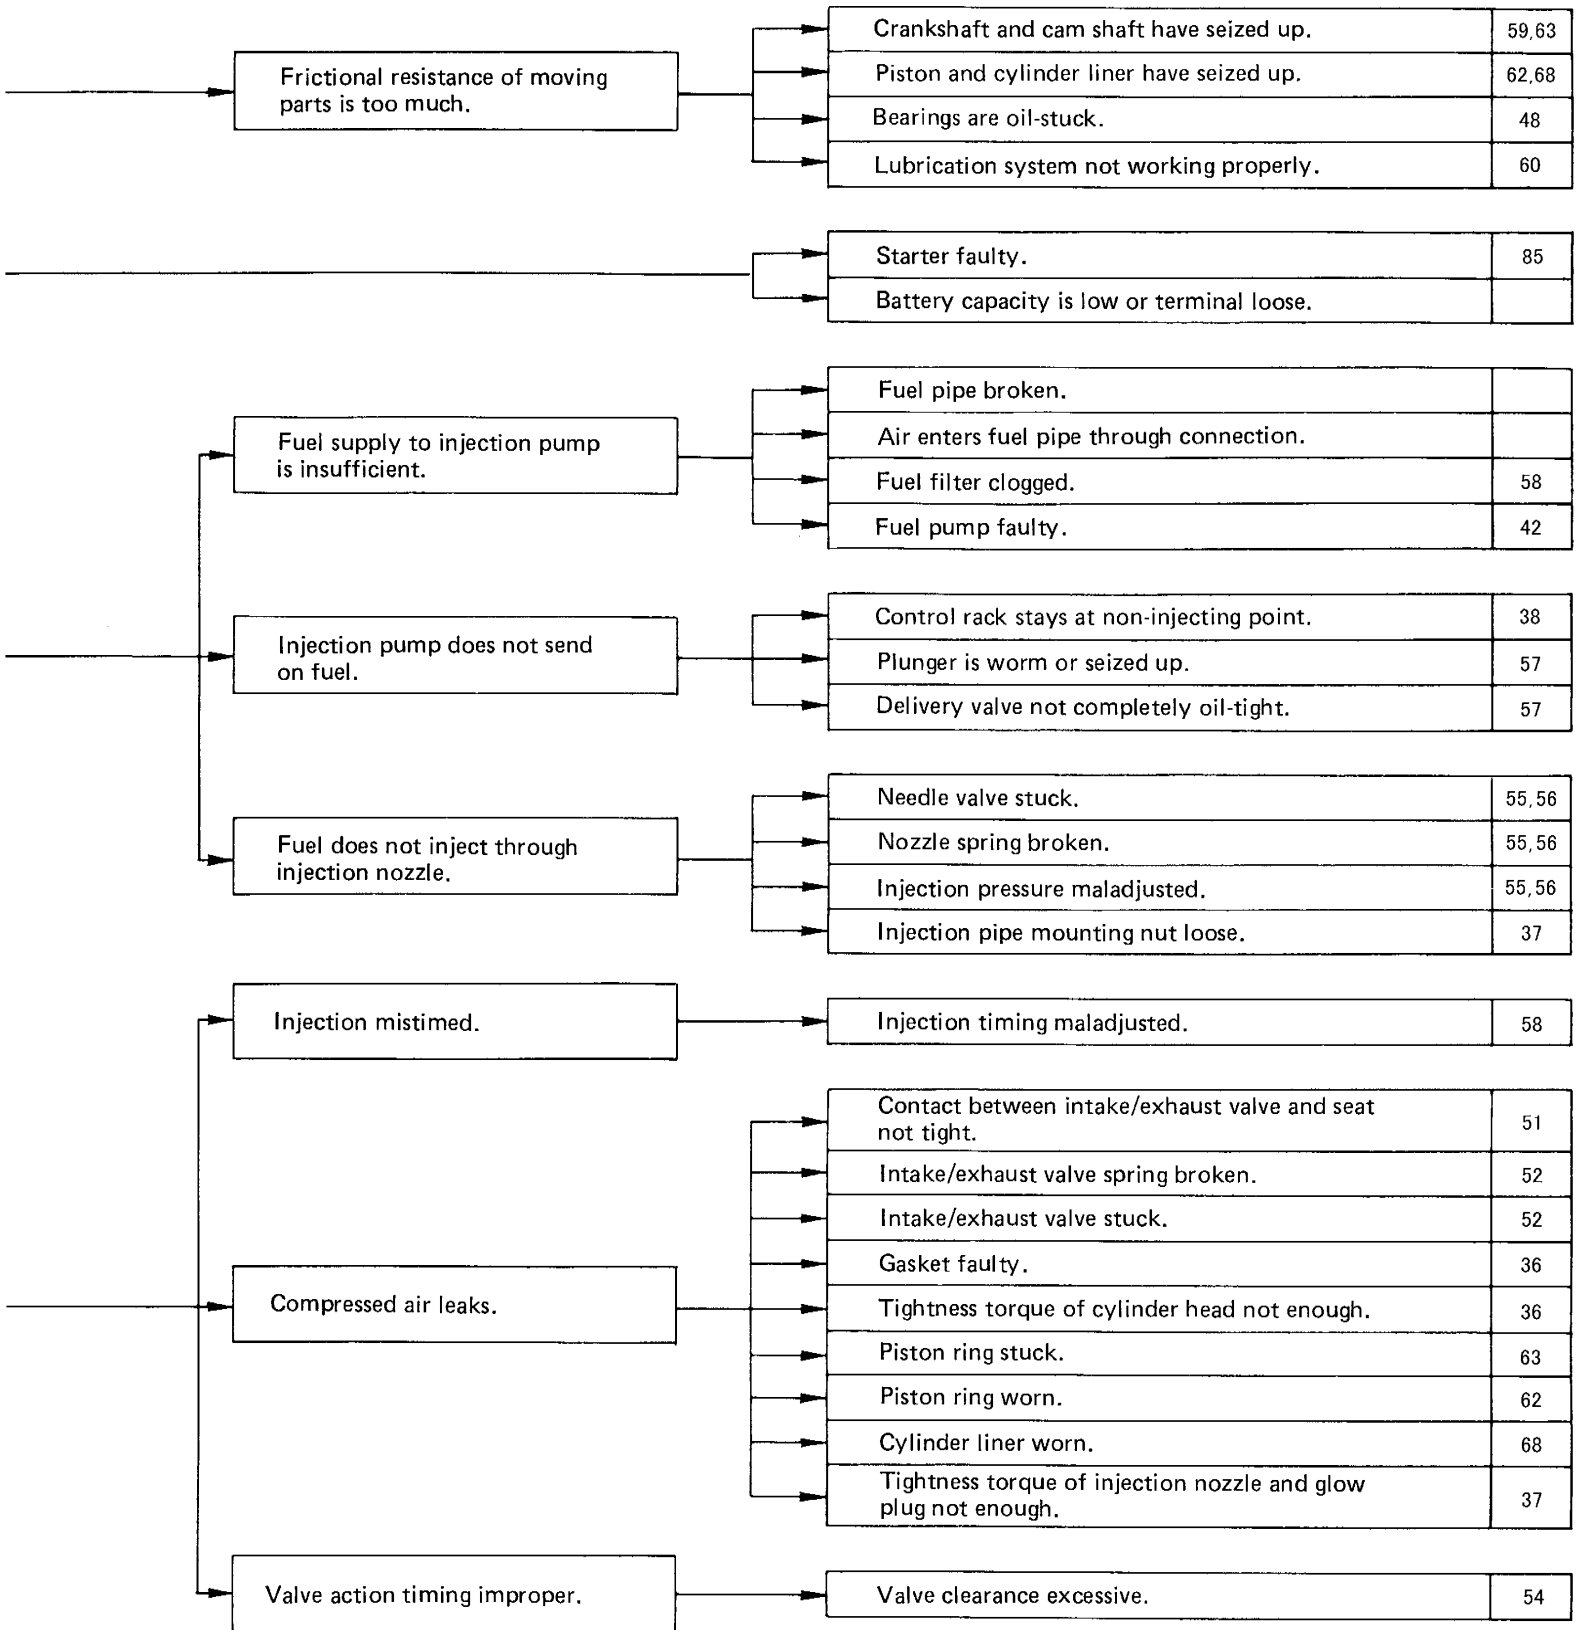 Frictional resistance of moving
parts is too much.
Crankshaft and cam shaft have seized up. 59,63
Piston and cylinder liner have seized up. 62,68
Bearings are oil-stuck. 48
Lubrication system not working properly. 60
Starter faulty. 85
Battery capacity is low or terminal loose.
Fuel supply to injection pump
is insufficient.
Fuel pipe broken.
Air enters fuel pipe through connection.
Fuel filter clogged. 58
Fuel pump faulty. 42
Injection pump does not send
on fuel.
Control rack stays at non-injecting point. 38
Plunger is worm or seized up. 57
Delivery valve not completely oil-tight. 57
Fuel does not inject through
injection nozzle.
Needle valve stuck. 55,56
Nozzle spring broken. 55,56
Injection pressure maladjusted. 55,56
Injection pipe mounting nut loose. 37
Injection mistimed.
Injection timing maladjusted. 58
Compressed air leaks.
Contact between intake/exhaust valve and seat
not tight. 51
Intake/exhaust valve spring broken. 52
Intake/exhaust valve stuck. 52
Gasket faulty. 36
Tightness torque of cylinder head not enough. 36
Piston ring stuck. 63
Piston ring worn. 62
Cylinder liner worn. 68
Tightness torque of injection nozzle and glow
plug not enough. 37
Valve action timing improper.
Valve clearance excessive. 54